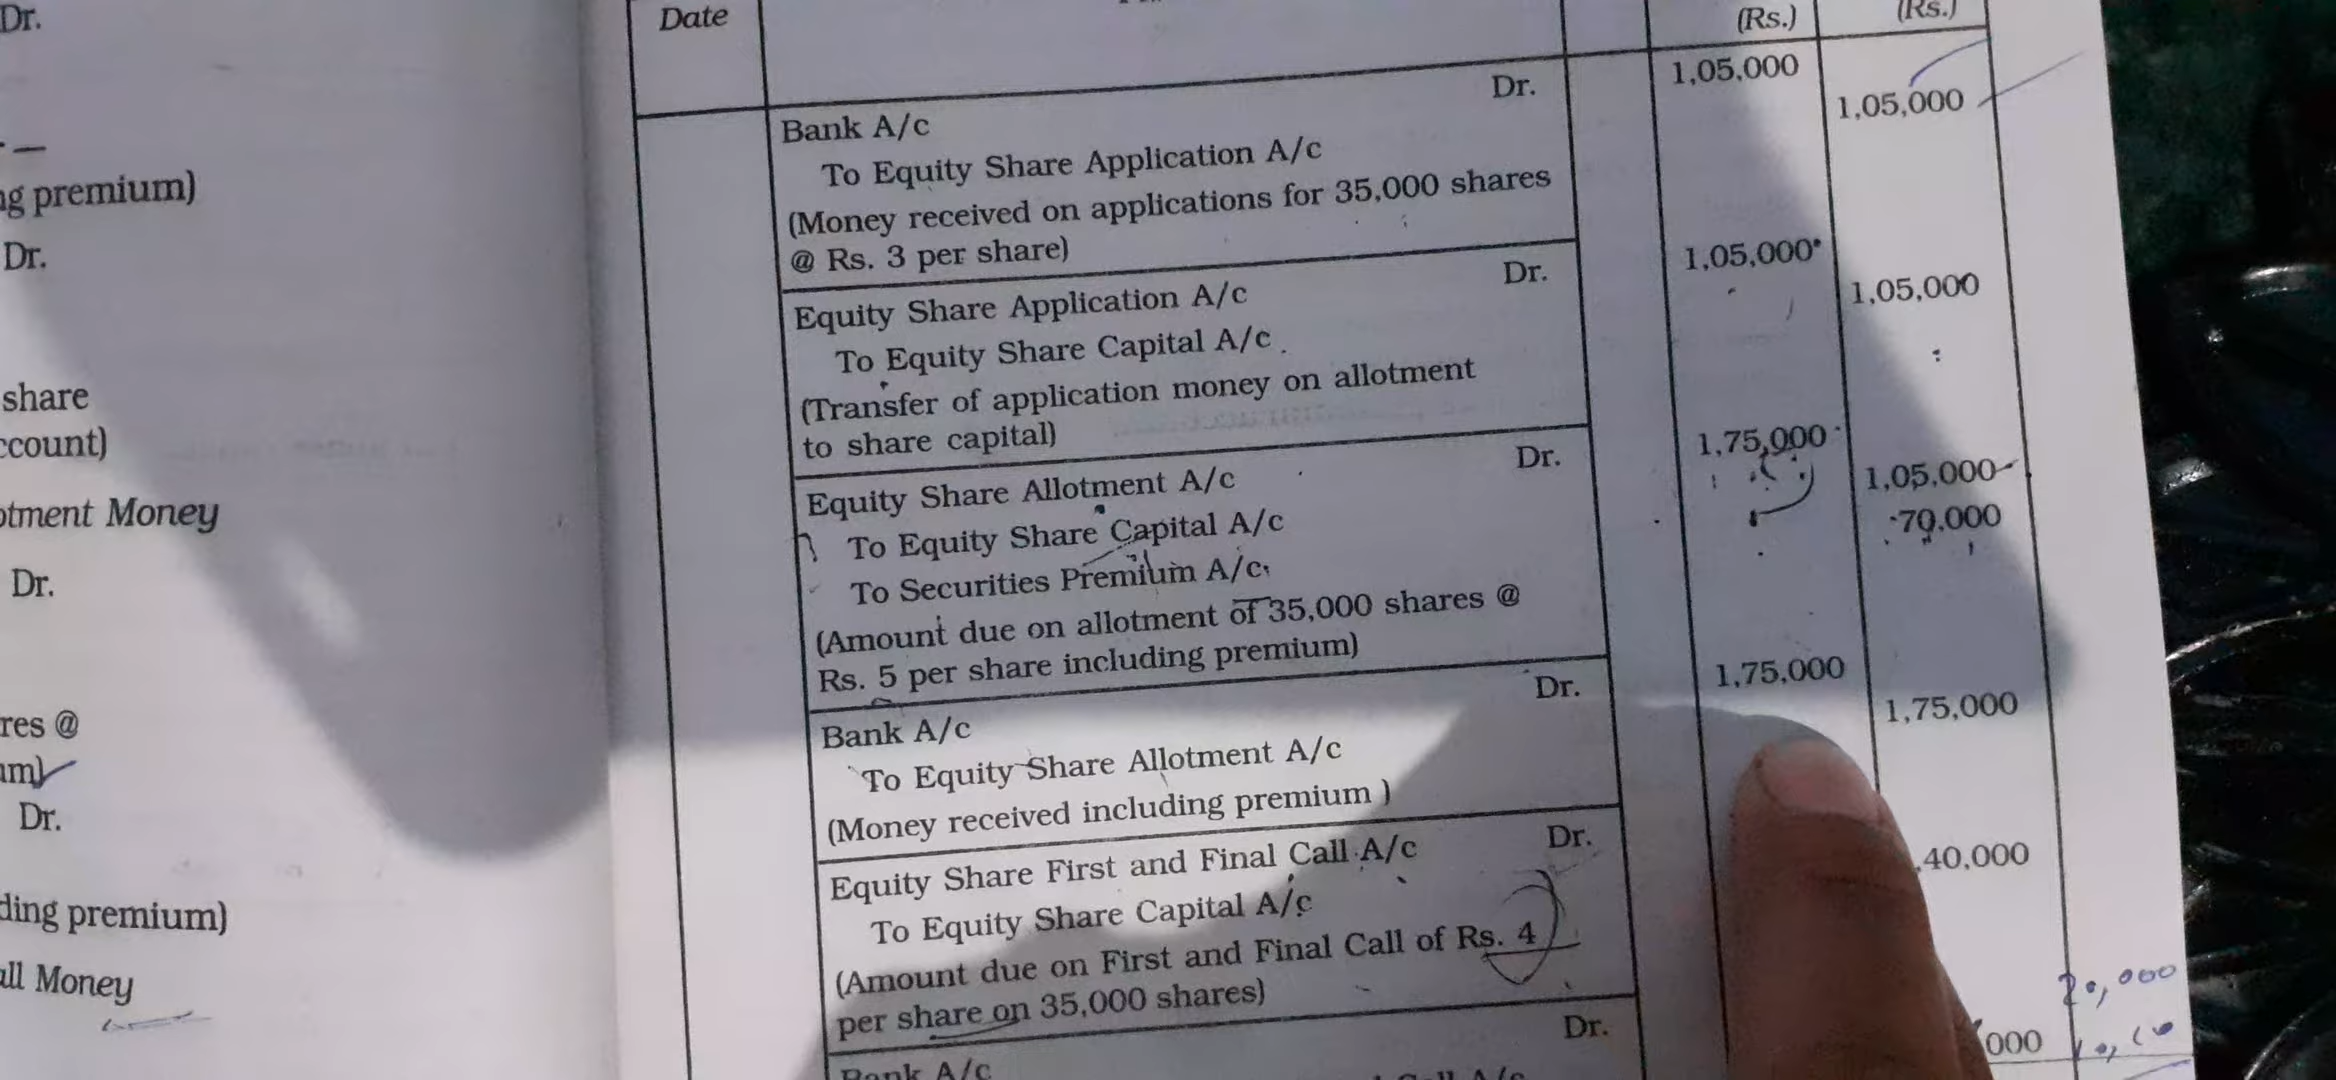 Dr.
ng premium)
Dr.
share
ccount)
otment Money
Dr.
res @
um)
Dr.
ding premium)
all Money
Date (Rs.) (Rs.)
Bank A/c Dr. 1,05,000
To Equity Share Application A/c 1,05,000
(Money received on applications for 35,000 shares
@ Rs. 3 per share)
Equity Share Application A/c Dr. 1,05,000
To Equity Share Capital A/c 1,05,000
(Transfer of application money on allotment
to share capital)
Equity Share Allotment A/c Dr. 1,75,000
To Equity Share Capital A/c 1,05,000
To Securities Premium A/c 70,000
(Amount due on allotment of 35,000 shares @
Rs. 5 per share including premium)
Bank A/c Dr. 1,75,000
To Equity Share Allotment A/c 1,75,000
(Money received including premium )
Equity Share First and Final Call A/c Dr.
To Equity Share Capital A/c ,40,000
(Amount due on First and Final Call of Rs. 4
per share on 35,000 shares)
Bank A/c Dr.
000